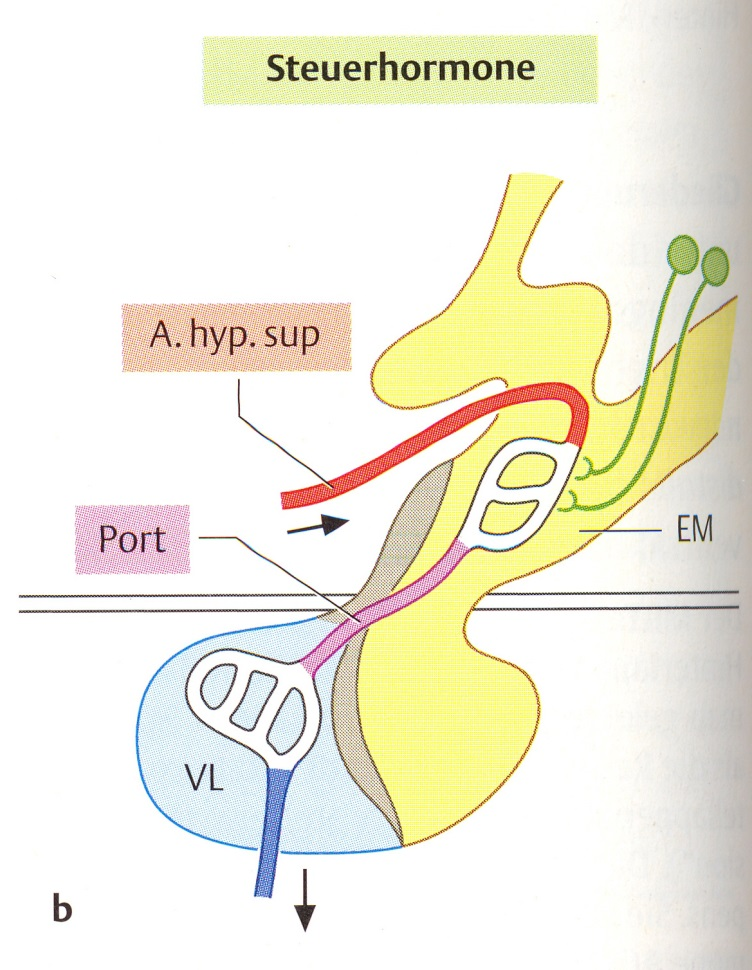 Steuerhormone
A. hyp. sup
Port
EM
VL
b